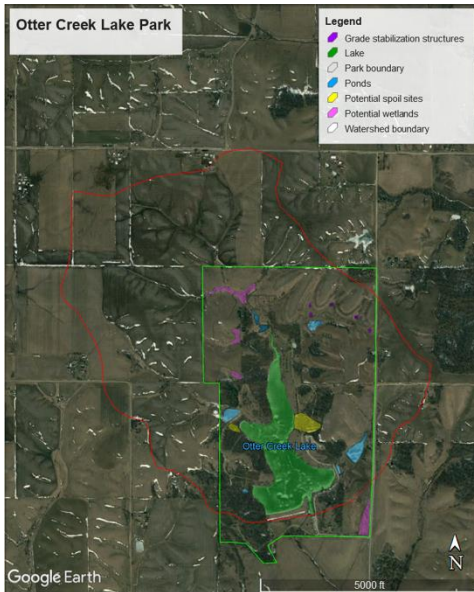 Otter Creek Lake Park
Legend
Grade stabilization structures
Lake
Park boundary
Ponds
Potential spoil sites
Potential wetlands
Watershed boundary
Otter Creek Lake
Google Earth
N
5000 ft